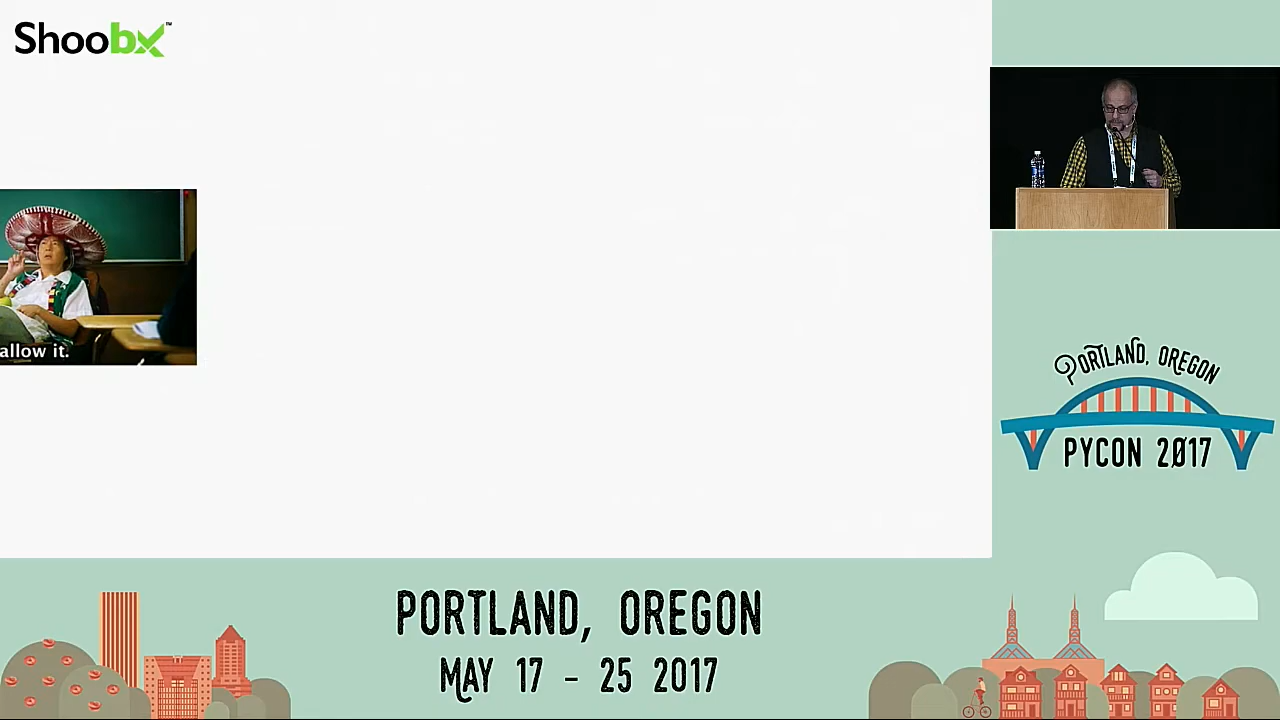 Shoobx™
allow it.
PORTLAND, OREGON
PYCON 2017
PORTLAND, OREGON
MAY 17 - 25 2017